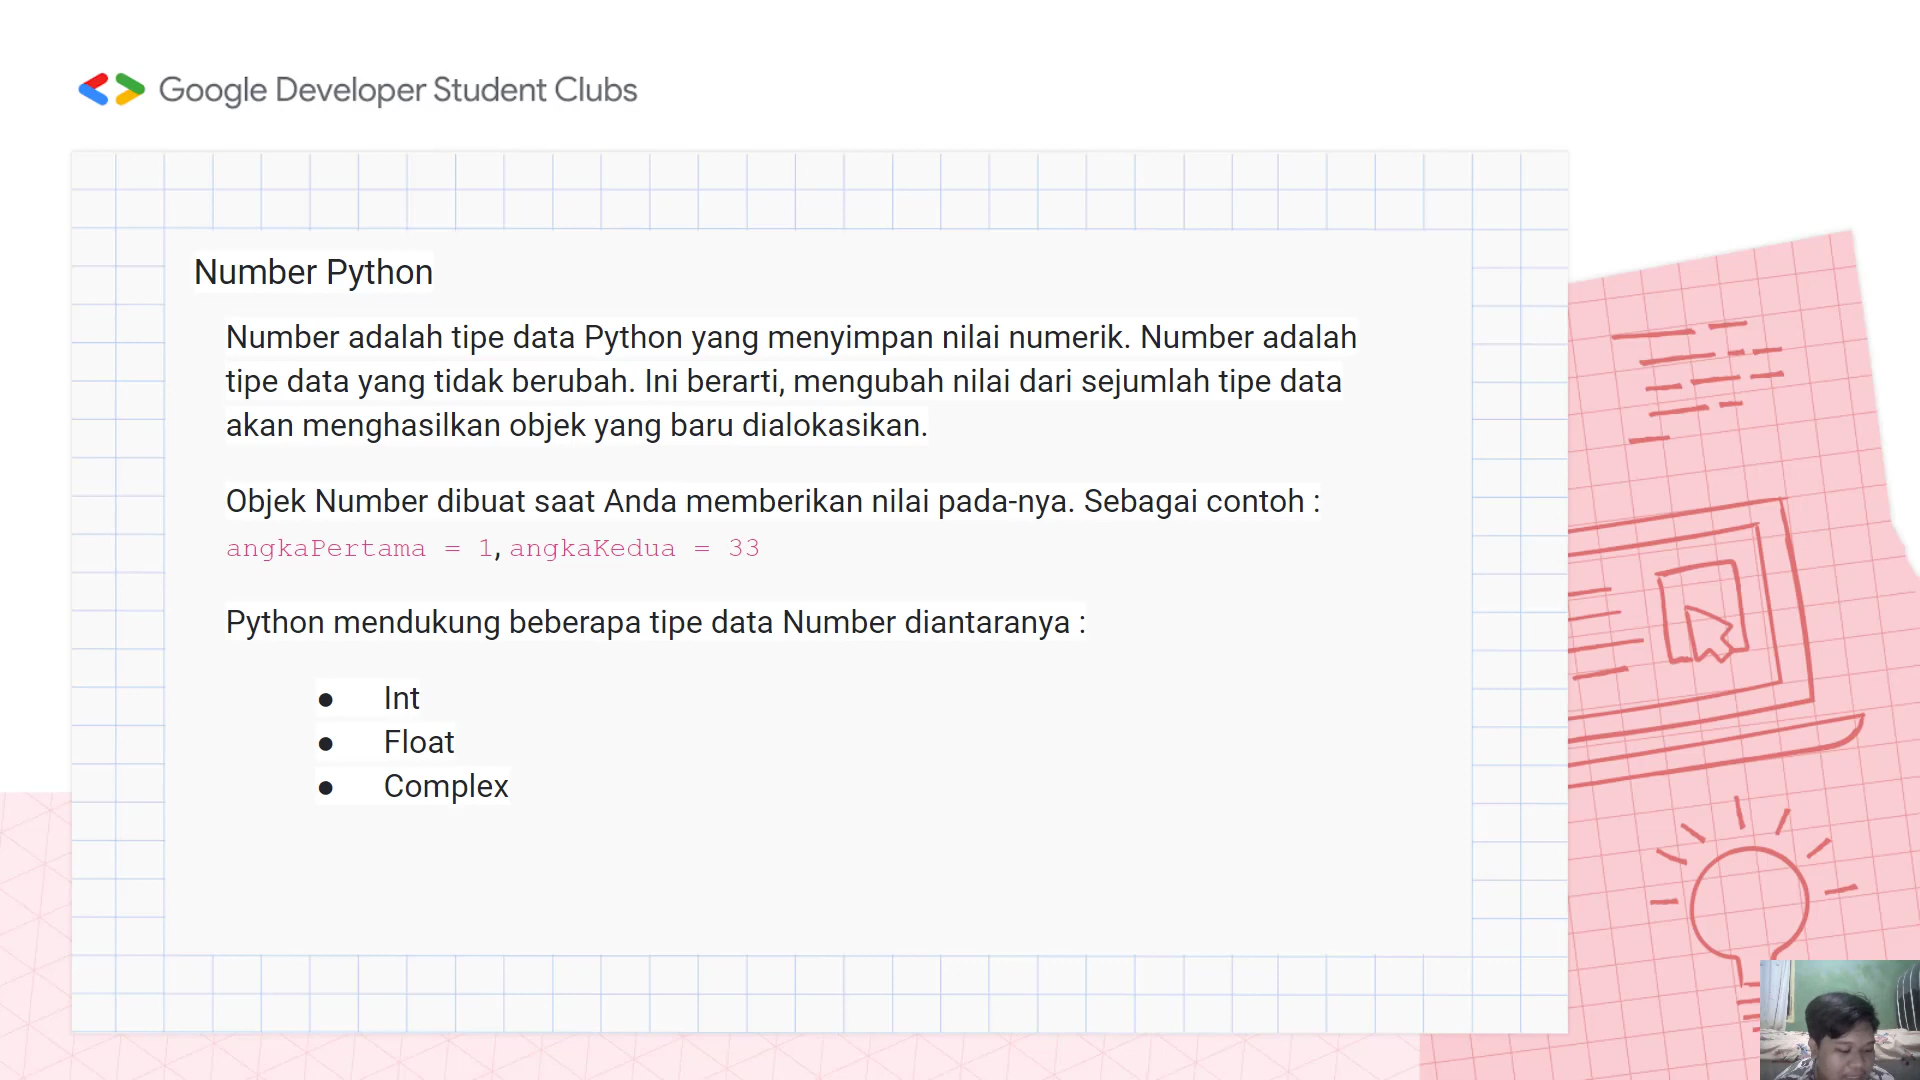 Google Developer Student Clubs
Number Python
Number adalah tipe data Python yang menyimpan nilai numerik. Number adalah
tipe data yang tidak berubah. Ini berarti, mengubah nilai dari sejumlah tipe data
akan menghasilkan objek yang baru dialokasikan.
Objek Number dibuat saat Anda memberikan nilai pada-nya. Sebagai contoh :
angkaPertama = 1, angkaKedua = 33
Python mendukung beberapa tipe data Number diantaranya :
● Int
● Float
● Complex